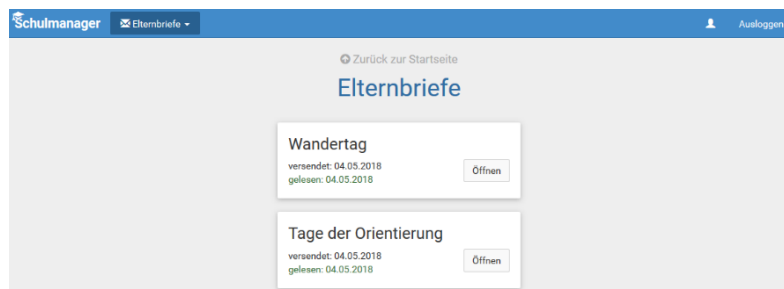 Schulmanager Elternbriefe Ausloggen
Zurück zur Startseite
Elternbriefe
Wandertag
versendet: 04.05.2018
gelesen: 04.05.2018
Öffnen
Tage der Orientierung
versendet: 04.05.2018
gelesen: 04.05.2018
Öffnen